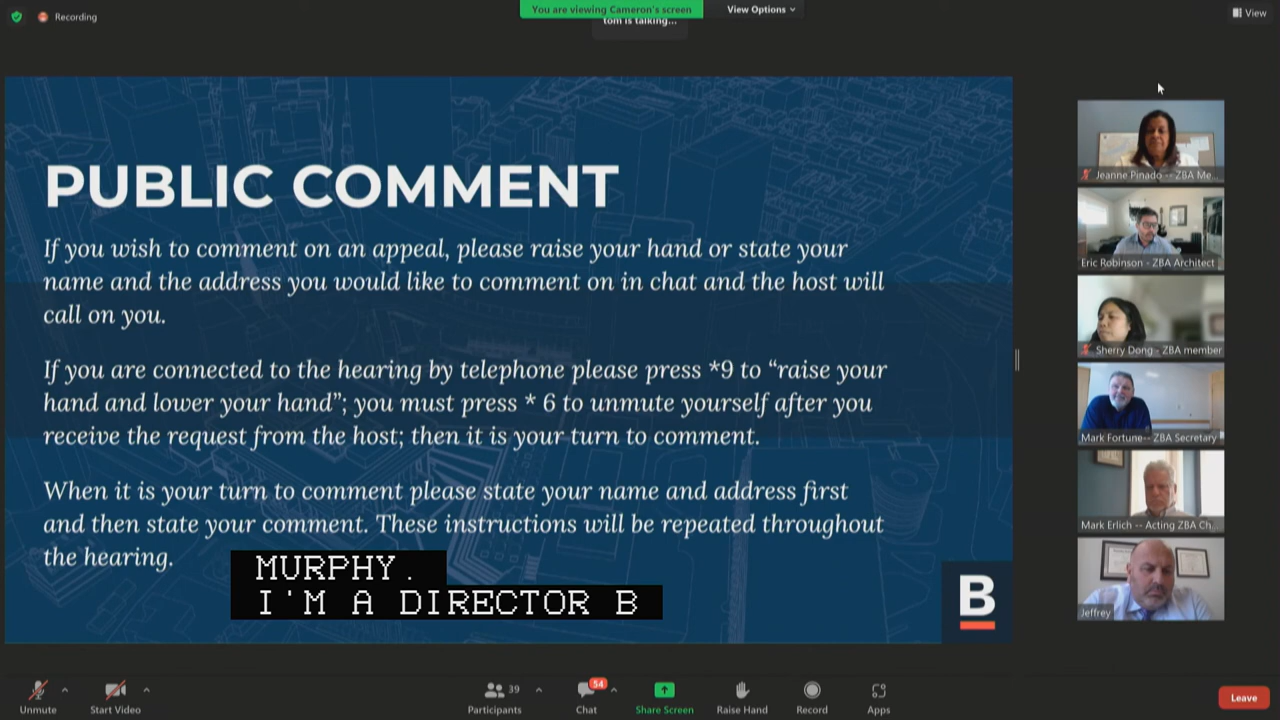 Recording
You are viewing Cameron's screen
View Options
tom is talking...
View
PUBLIC COMMENT
If you wish to comment on an appeal, please raise your hand or state your
name and the address you would like to comment on in chat and the host will
call on you.
If you are connected to the hearing by telephone please press *9 to “raise your
hand and lower your hand”; you must press * 6 to unmute yourself after you
receive the request from the host; then it is your turn to comment.
When it is your turn to comment please state your name and address first
and then state your comment. These instructions will be repeated throughout
the hearing.
MURPHY.
I'M A DIRECTOR B
B
Jeanne Pinado -- ZBA Me...
Eric Robinson - ZBA Architect
Sherry Dong - ZBA member
Mark Fortune-- ZBA Secretary
Mark Erlich -- Acting ZBA Ch...
Jeffrey
Unmute
Start Video
Participants
39
Chat
54
Share Screen
Raise Hand
Record
Apps
Leave